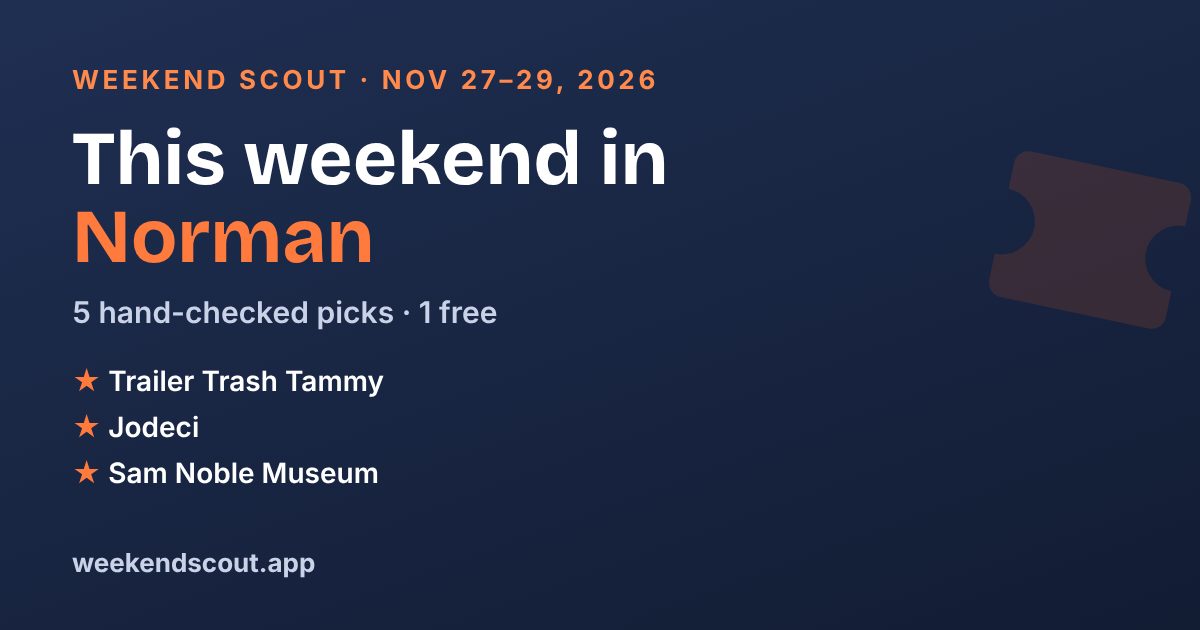 WEEKEND SCOUT · NOV 27–29, 2026
This weekend in
Norman
5 hand-checked picks · 1 free
★ Trailer Trash Tammy
★ Jodeci
★ Sam Noble Museum
weekendscout.app